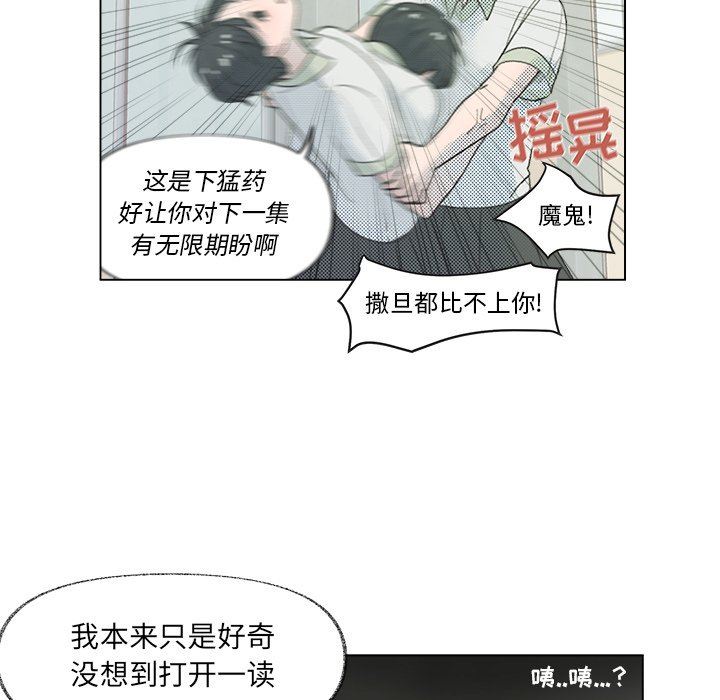 摇晃
这是下猛药
好让你对下一集
有无限期盼啊
魔鬼!
撒旦都比不上你!
我本来只是好奇
没想到打开一读
咦..咦...?